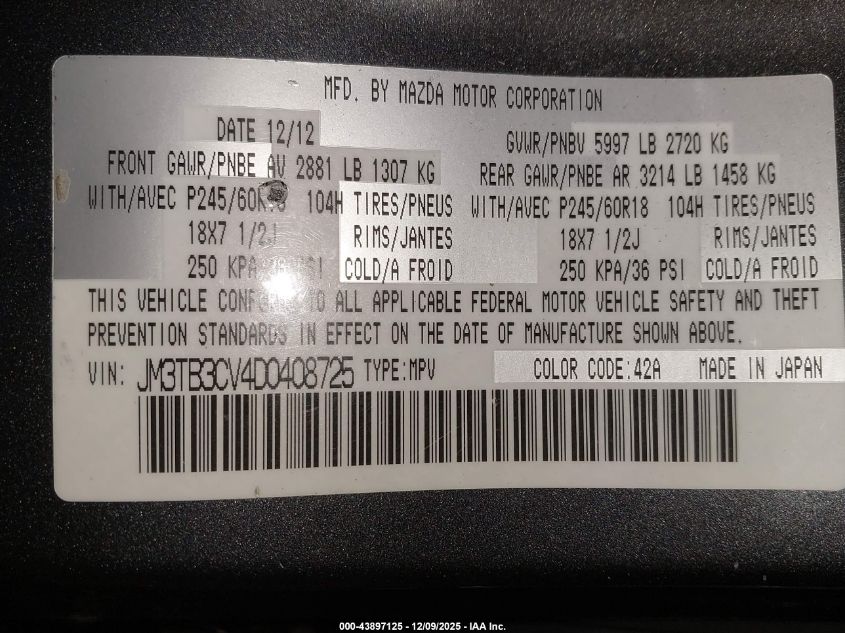 MFD. BY MAZDA MOTOR CORPORATION
DATE 12/12 GVWR/PNBV 5997 LB 2720 KG
FRONT GAWR/PNBE AV 2881 LB 1307 KG REAR GAWR/PNBE AR 3214 LB 1458 KG
WITH/AVEC P245/60R18 104H TIRES/PNEUS WITH/AVEC P245/60R18 104H TIRES/PNEUS
18X7 1/2J RIMS/JANTES 18X7 1/2J RIMS/JANTES
250 KPA/36 PSI COLD/A FROID 250 KPA/36 PSI COLD/A FROID
THIS VEHICLE CONFORMS TO ALL APPLICABLE FEDERAL MOTOR VEHICLE SAFETY AND THEFT
PREVENTION STANDARDS IN EFFECT ON THE DATE OF MANUFACTURE SHOWN ABOVE.
VIN: JM3TB3CV4D0408725 TYPE:MPV COLOR CODE:42A MADE IN JAPAN
000-43897125 - 12/09/2025 - IAA Inc.